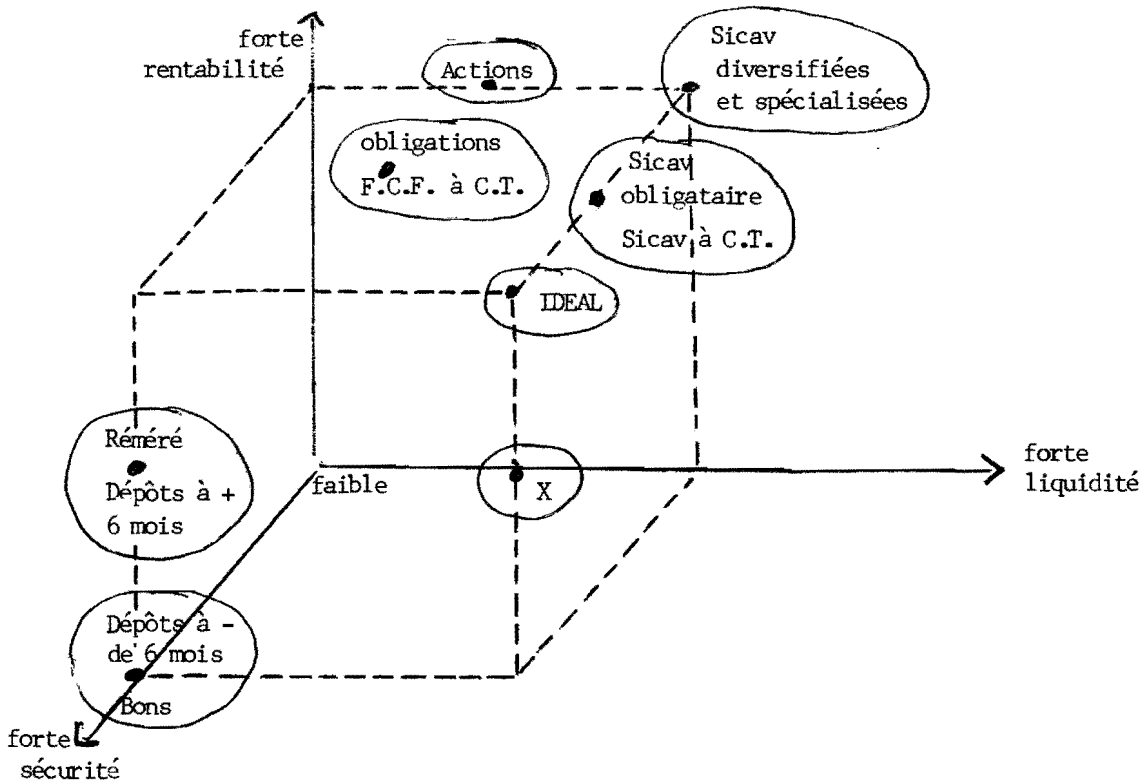 forte
rentabilité
Actions
Sicav
diversifiées
et spécialisées
obligations
F.C.F. à C.T.
Sicav
obligataire
Sicav à C.T.
IDEAL
Réméré
Dépôts à +
6 mois
faible
X
forte
liquidité
Dépôts à -
de 6 mois
Bons
forte
sécurité